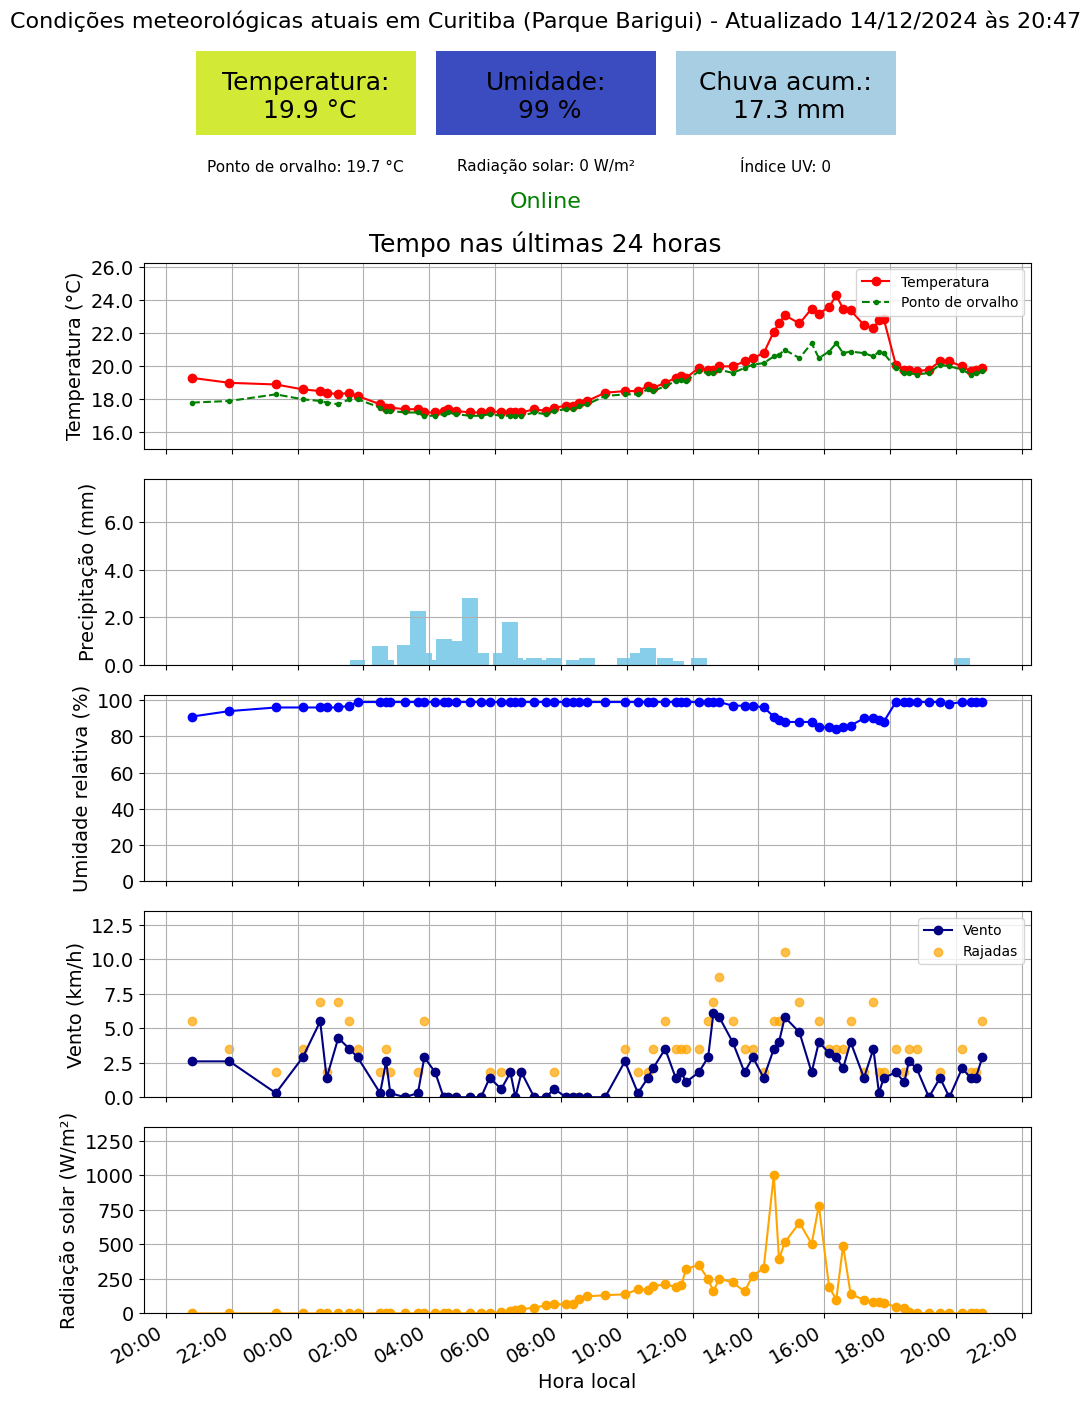 Condições meteorológicas atuais em Curitiba (Parque Barigui) - Atualizado 14/12/2024 às 20:47
Temperatura:
19.9 °C
Umidade:
99 %
Chuva acum.:
17.3 mm
Ponto de orvalho: 19.7 °C
Radiação solar: 0 W/m²
Índice UV: 0
Online
Tempo nas últimas 24 horas
Temperatura (°C)
26.0
24.0
22.0
20.0
18.0
16.0
Temperatura
Ponto de orvalho
Precipitação (mm)
6.0
4.0
2.0
0.0
Umidade relativa (%)
100
80
60
40
20
0
Vento (km/h)
12.5
10.0
7.5
5.0
2.5
0.0
Vento
Rajadas
Radiação solar (W/m²)
1250
1000
750
500
250
0
20:00
22:00
00:00
02:00
04:00
06:00
08:00
10:00
12:00
14:00
16:00
18:00
20:00
22:00
Hora local